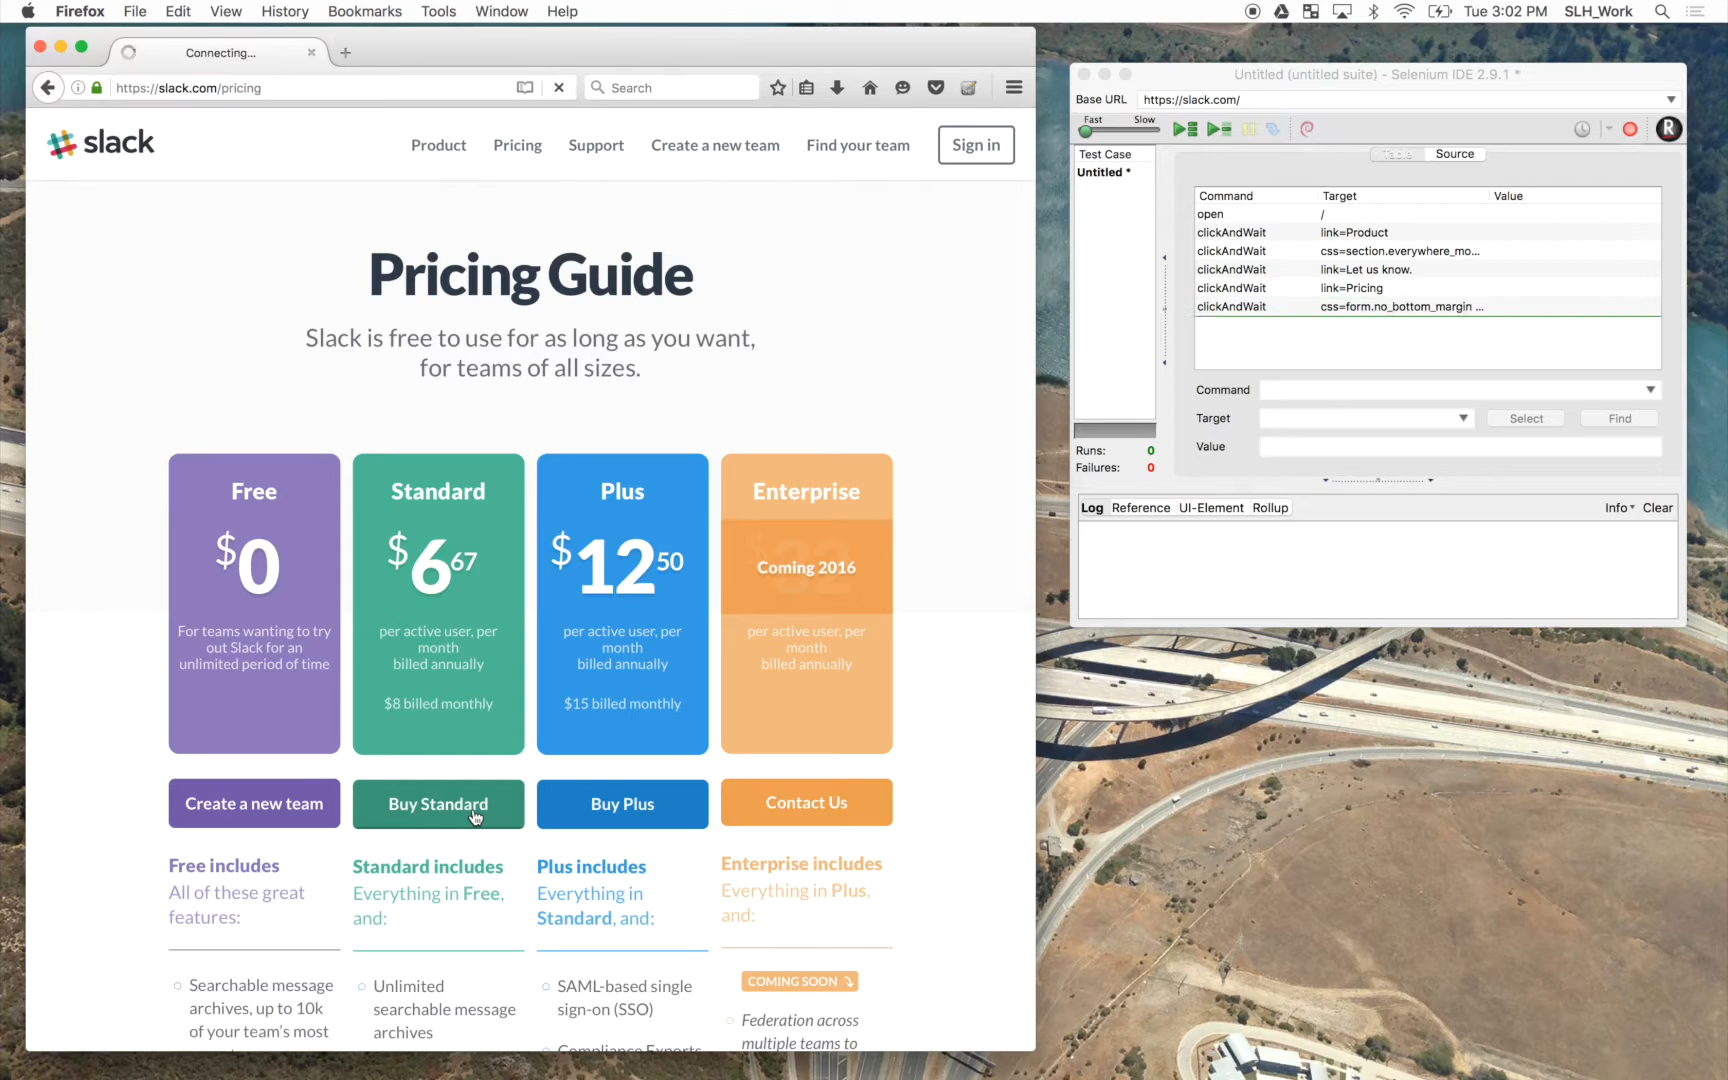 Firefox File Edit View History Bookmarks Tools Window Help
Tue 3:02 PM SLH_Work
Connecting...
https://slack.com/pricing
Search
slack
Product Pricing Support Create a new team Find your team Sign in
Pricing Guide
Slack is free to use for as long as you want,
for teams of all sizes.
Free
$0
For teams wanting to try
out Slack for an
unlimited period of time
Create a new team
Free includes
All of these great
features:
Searchable message
archives, up to 10k
of your team's most
Standard
$6 67
per active user, per
month
billed annually
$8 billed monthly
Buy Standard
Standard includes
Everything in Free,
and:
Unlimited
searchable message
archives
Plus
$12 50
per active user, per
month
billed annually
$15 billed monthly
Buy Plus
Plus includes
Everything in
Standard, and:
SAML-based single
sign-on (SSO)
Compliance Exports
Enterprise
$32
Coming 2016
per active user, per
month
billed annually
Contact Us
Enterprise includes
Everything in Plus,
and:
COMING SOON
Federation across
multiple teams to
Untitled (untitled suite) - Selenium IDE 2.9.1 *
Base URL https://slack.com/
Fast Slow
R
Test Case
Untitled *
Table Source
Command Target Value
open /
clickAndWait link=Product
clickAndWait css=section.everywhere_mo...
clickAndWait link=Let us know.
clickAndWait link=Pricing
clickAndWait css=form.no_bottom_margin ...
Command
Target Select Find
Value
Runs: 0
Failures: 0
Log Reference UI-Element Rollup Info Clear